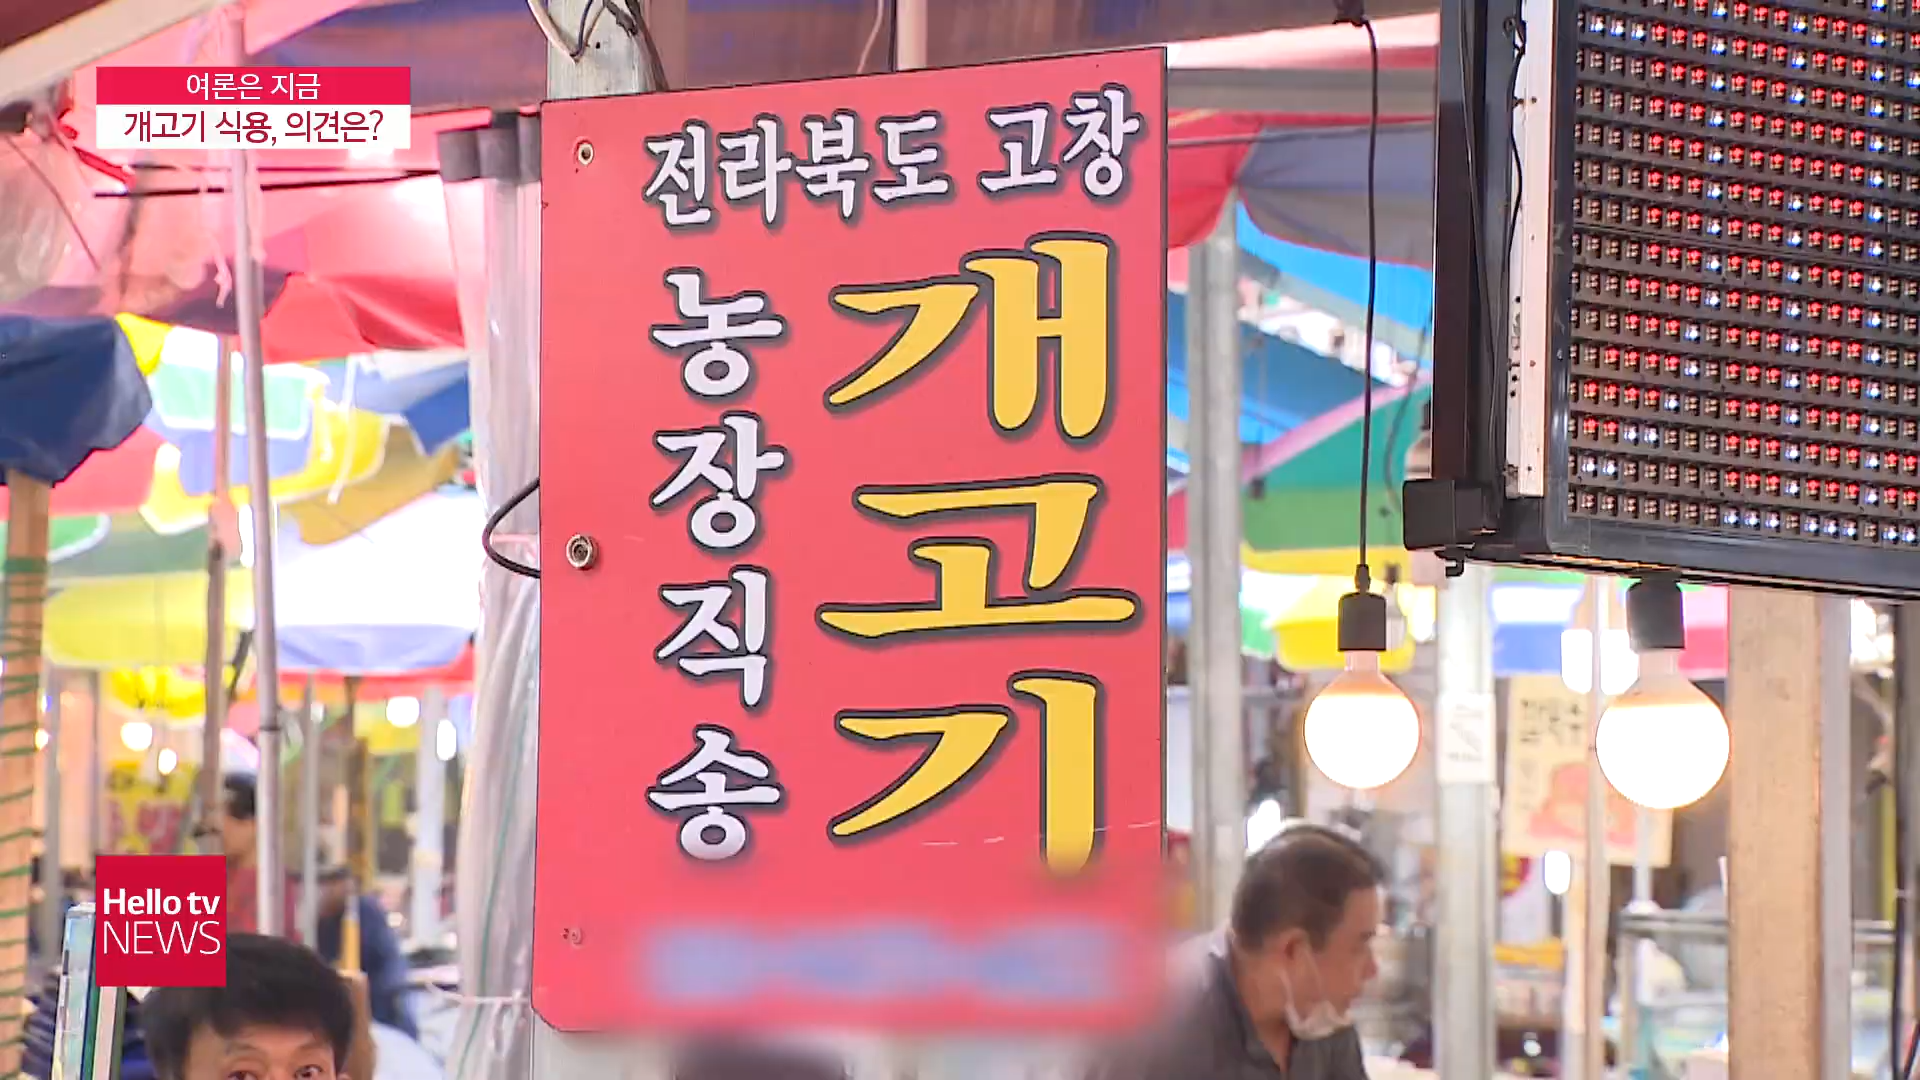 여론은 지금
개고기 식용, 의견은?
전라북도 고창
개고기
농장직송
Hello tv
NEWS